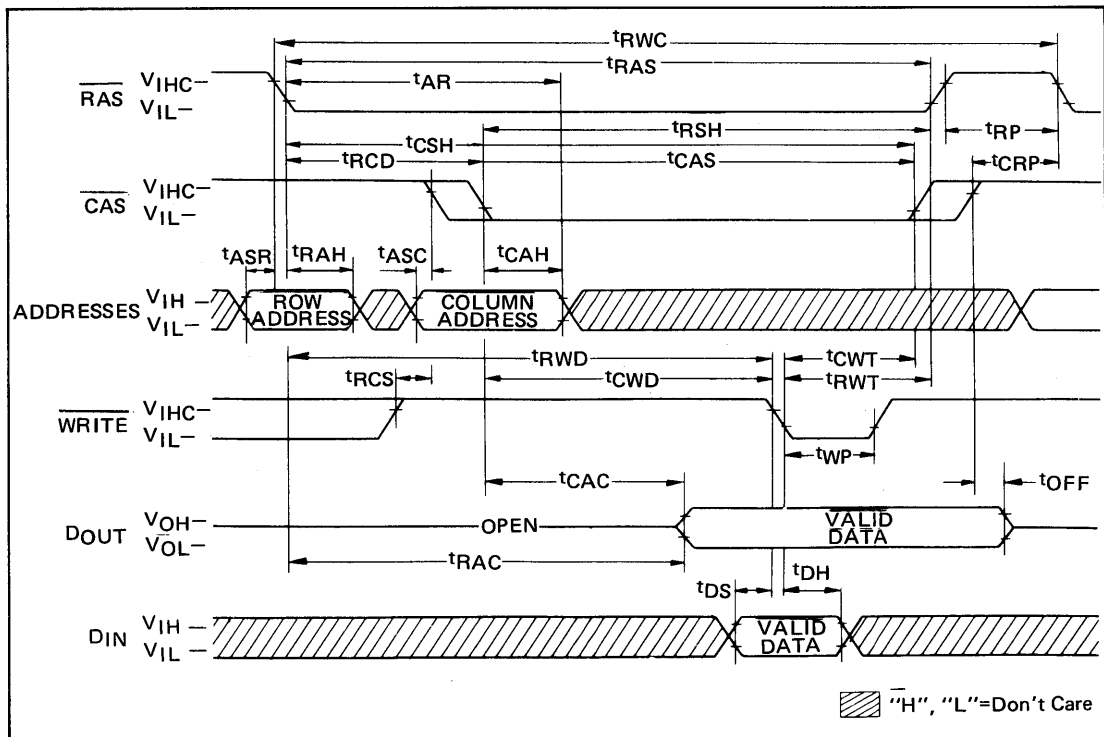 tRWC
tRAS
tAR
RAS VIHC–
VIL–
tRP
tRSH
tCSH
tRCD
tCAS
tCRP
CAS VIHC–
VIL–
tASR
tRAH
tASC
tCAH
ADDRESSES VIH –
VIL–
ROW
ADDRESS
COLUMN
ADDRESS
tRWD
tCWT
tRCS
tCWD
tRWT
WRITE VIHC–
VIL–
tWP
tCAC
tOFF
DOUT VOH–
VOL–
OPEN
VALID
DATA
tRAC
tDS
tDH
DIN VIH –
VIL –
VALID
DATA
"H", "L"=Don't Care